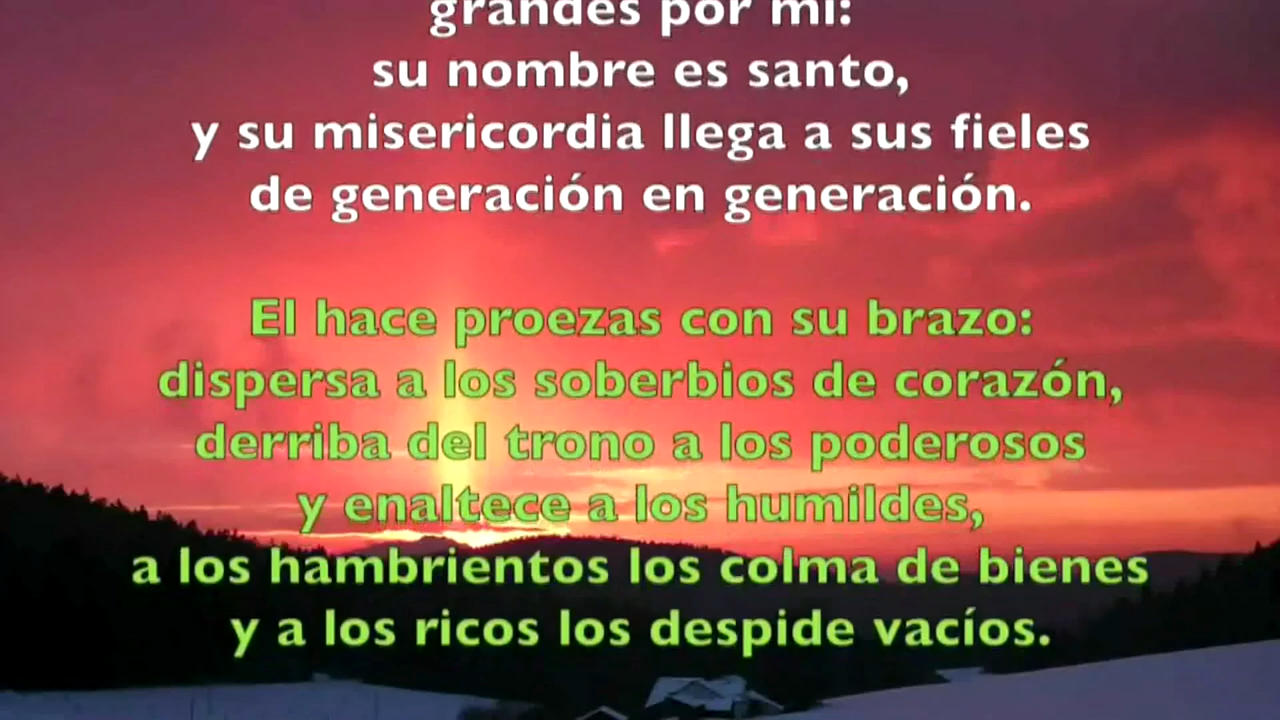 grandes por mí:
su nombre es santo,
y su misericordia llega a sus fieles
de generación en generación.
El hace proezas con su brazo:
dispersa a los soberbios de corazón,
derriba del trono a los poderosos
y enaltece a los humildes,
a los hambrientos los colma de bienes
y a los ricos los despide vacíos.